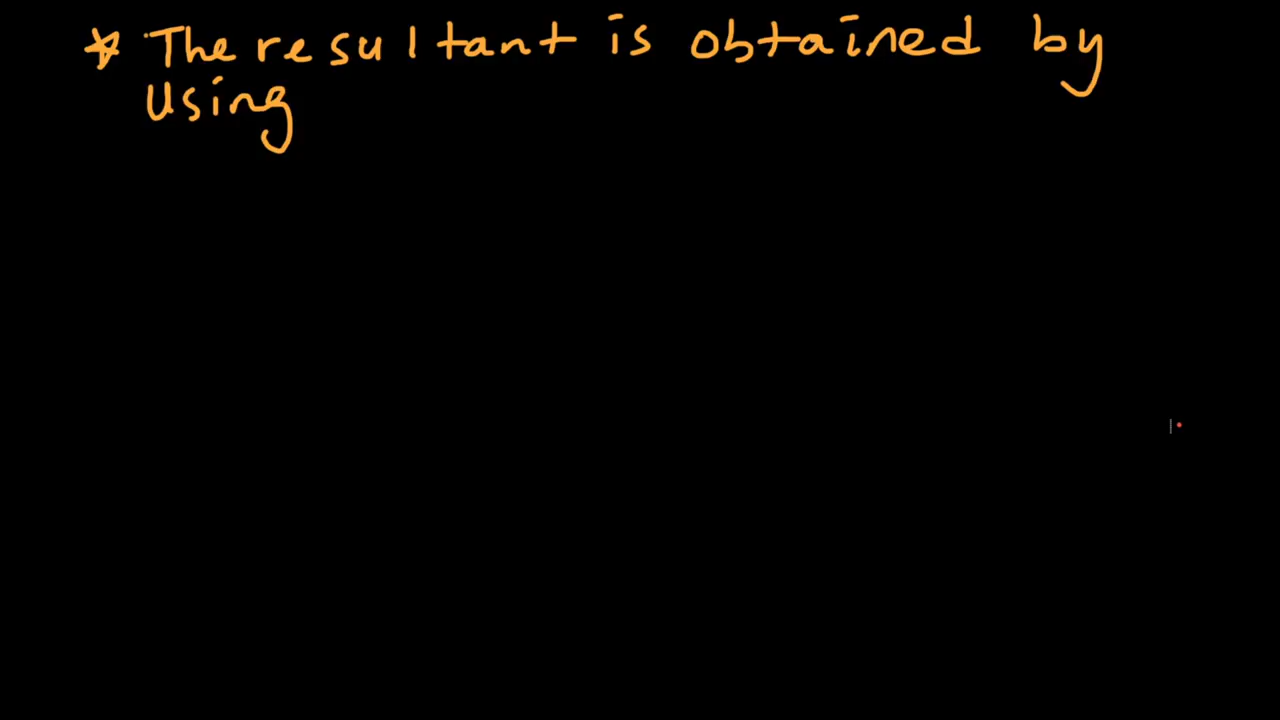 * The resultant is obtained by
using